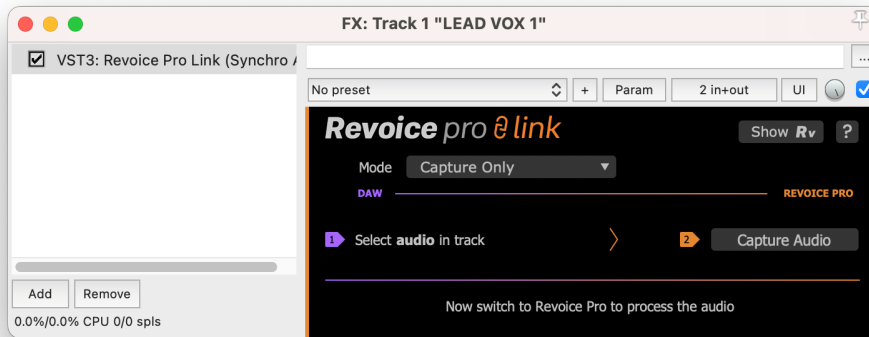 FX: Track 1 "LEAD VOX 1"
VST3: Revoice Pro Link (Synchro A
...
No preset
+
Param
2 in+out
UI
Revoice pro link
Show Rv
?
Mode
Capture Only
DAW
REVOICE PRO
1
Select audio in track
2
Capture Audio
Now switch to Revoice Pro to process the audio
Add
Remove
0.0%/0.0% CPU 0/0 spls